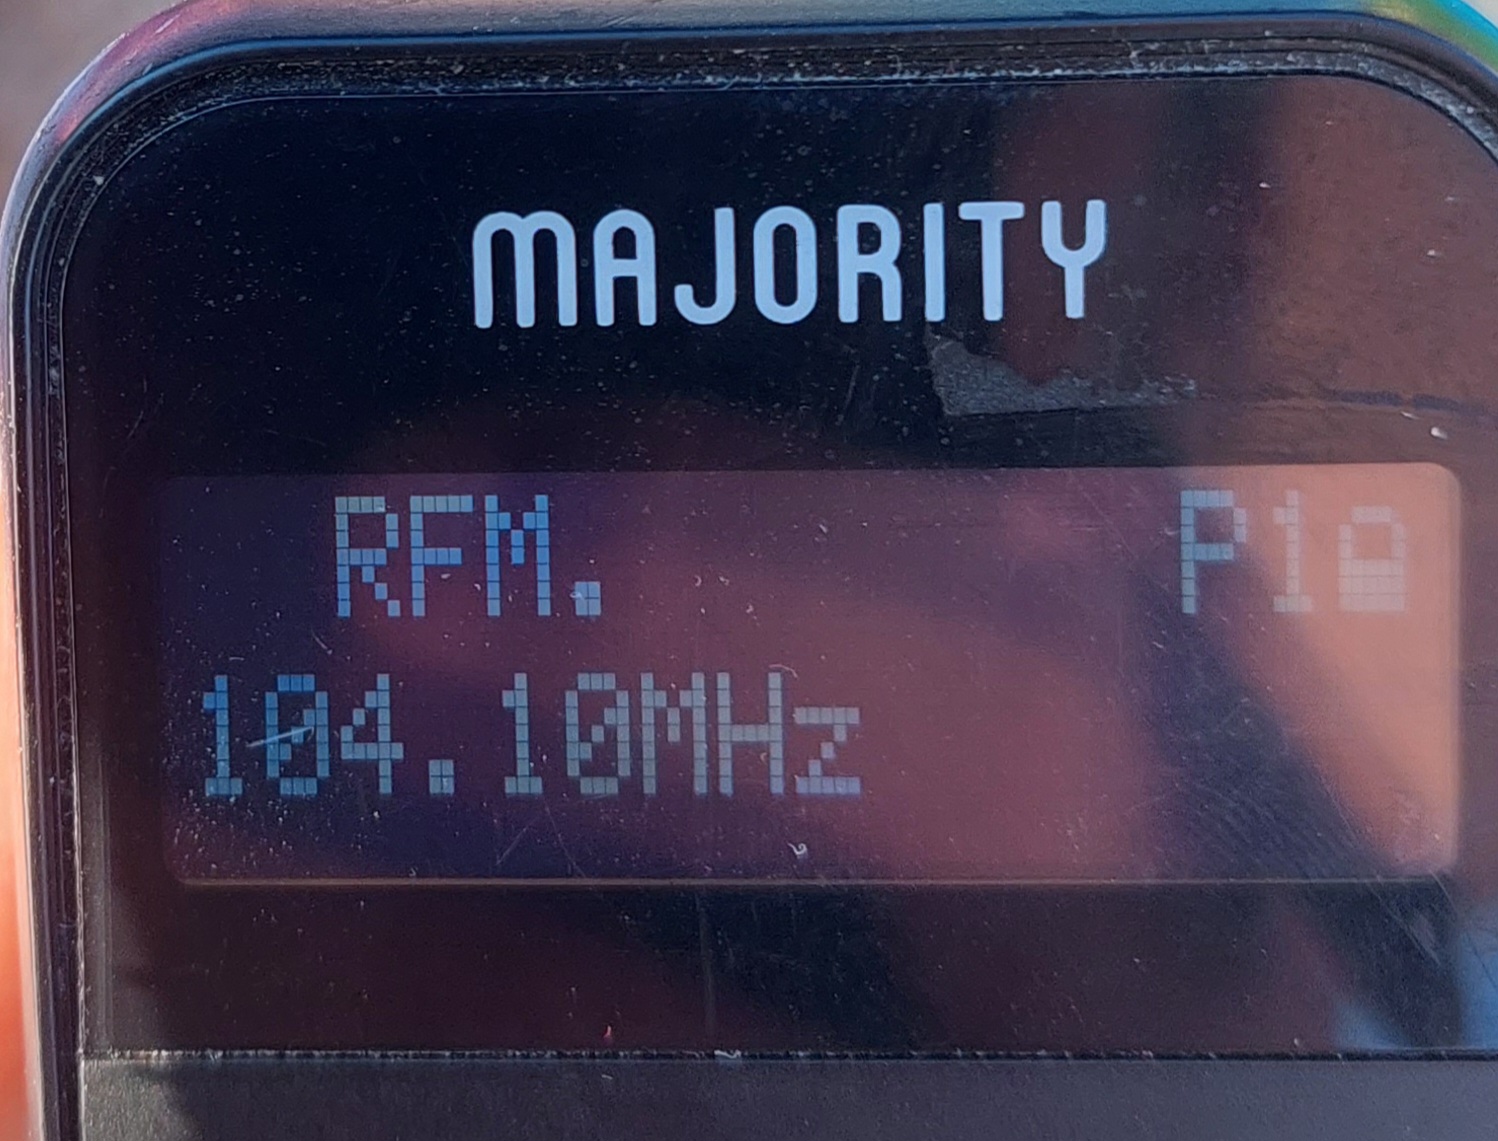 MAJORITY
RFM. P1
104.10MHz